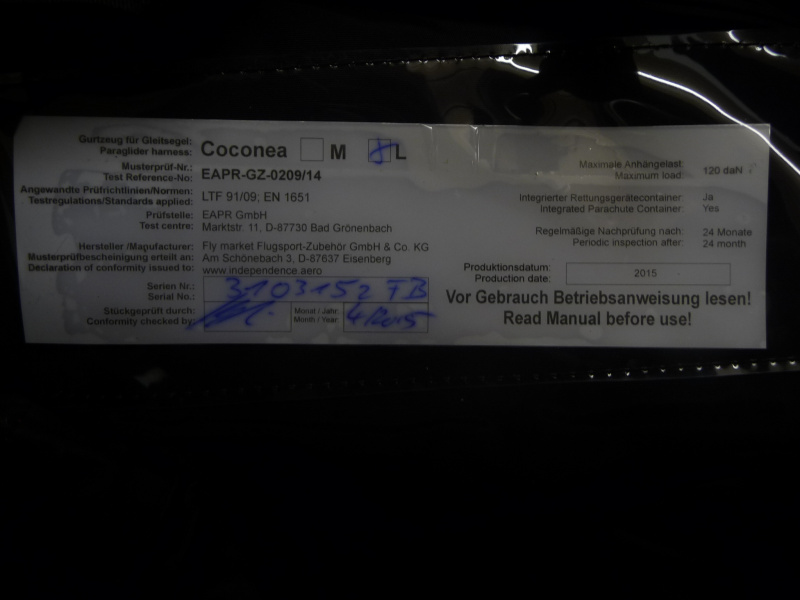 Gurtzeug für Gleitsegel:
Paraglider harness:
Coconea M L
Musterprüf-Nr.:
Test Reference-No:
EAPR-GZ-0209/14
Angewandte Prüfrichtlinien/Normen:
Testregulations/Standards applied:
LTF 91/09; EN 1651
Prüfstelle: EAPR GmbH
Test centre: Marktstr. 11, D-87730 Bad Grönenbach
Hersteller /Manufacturer: Fly market Flugsport-Zubehör GmbH & Co. KG
Musterprüfbescheinigung erteilt an: Am Schönebach 3, D-87637 Eisenberg
Declaration of conformity issued to: www.independence.aero
Serien Nr.:
Serial No.:
3103152 FB
Stückgeprüft durch:
Conformity checked by:
Monat / Jahr:
Month / Year:
4/2015
Maximale Anhängelast:
Maximum load:
120 daN
Integrierter Rettungsgerätecontainer: Ja
Integrated Parachute Container: Yes
Regelmäßige Nachprüfung nach: 24 Monate
Periodic inspection after: 24 month
Produktionsdatum:
Production date:
2015
Vor Gebrauch Betriebsanweisung lesen!
Read Manual before use!